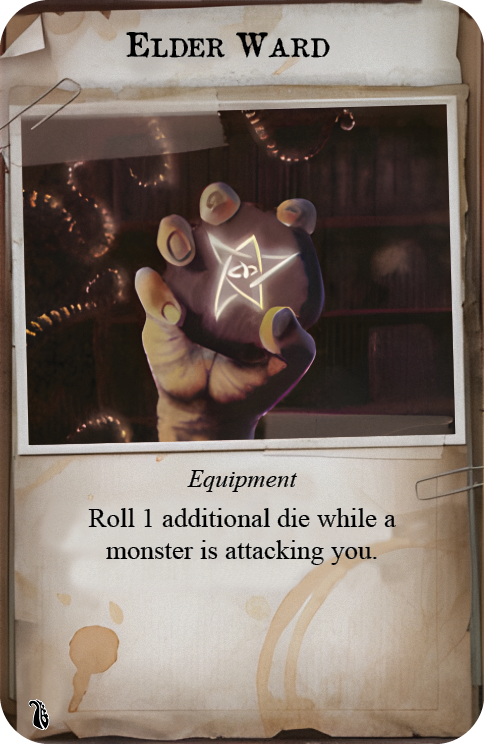 Elder Ward
Equipment
Roll 1 additional die while a
monster is attacking you.